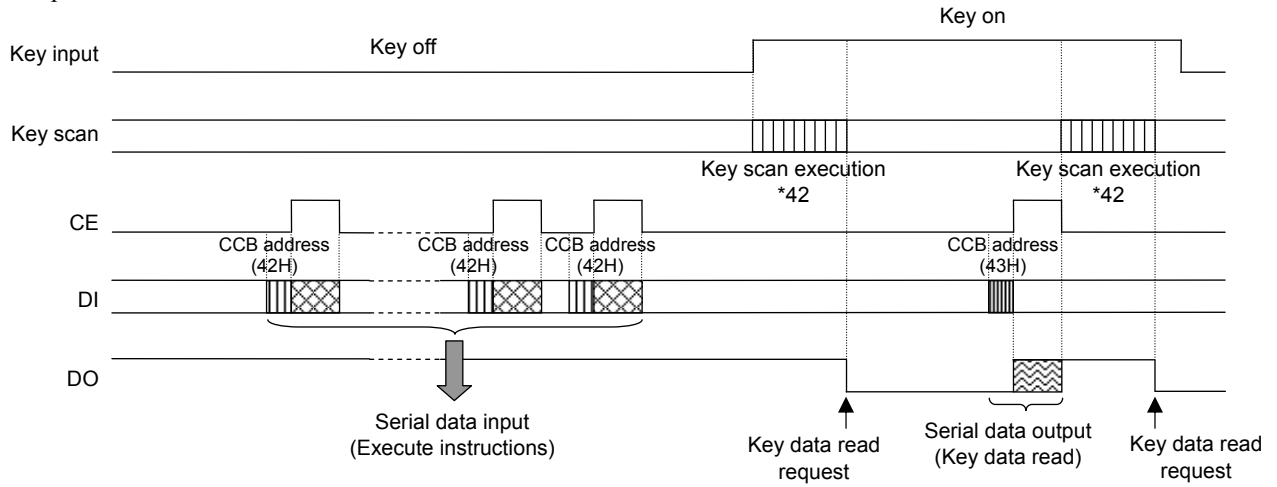 Key on
Key input
Key off
Key scan
Key scan execution
*42
Key scan execution
*42
CE
CCB address
(42H)
CCB address
(42H)
CCB address
(42H)
CCB address
(43H)
DI
DO
Serial data input
(Execute instructions)
Key data read
request
Serial data output
(Key data read)
Key data read
request